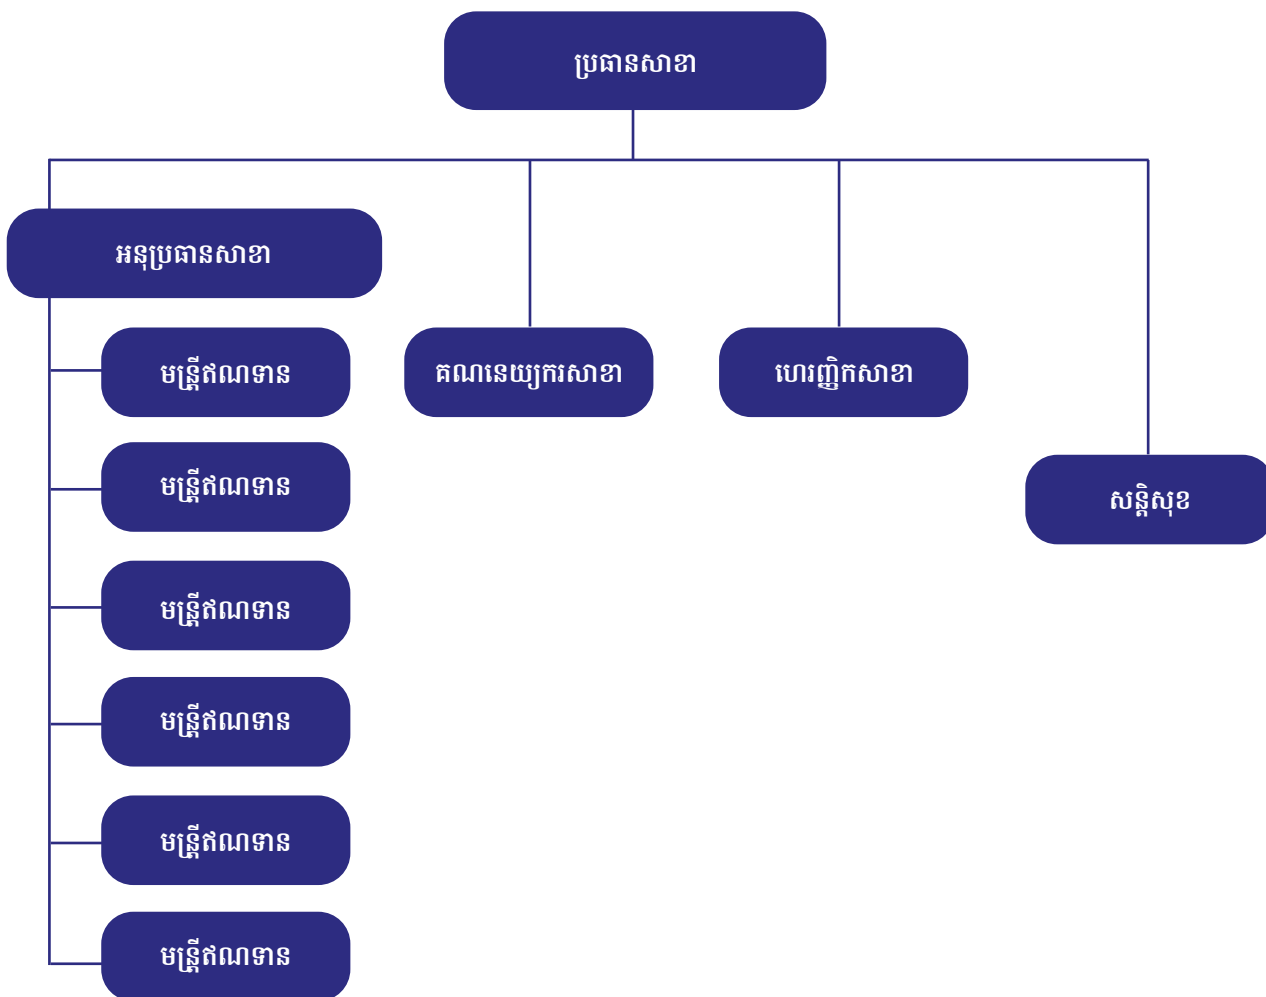 ប្រធានសាខា
អនុប្រធានសាខា
មន្ត្រីឥណទាន
គណនេយ្យករសាខា
ហេរញ្ញិកសាខា
មន្ត្រីឥណទាន
សន្តិសុខ
មន្ត្រីឥណទាន
មន្ត្រីឥណទាន
មន្ត្រីឥណទាន
មន្ត្រីឥណទាន